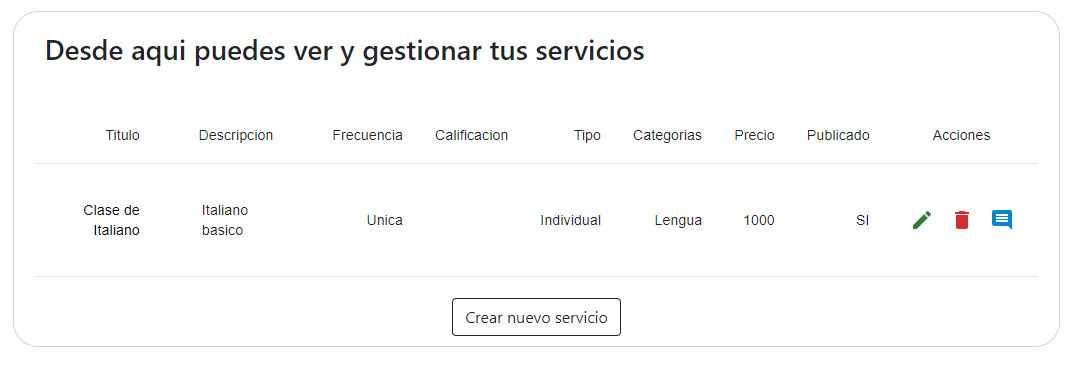 Desde aqui puedes ver y gestionar tus servicios
Titulo Descripcion Frecuencia Calificacion Tipo Categorias Precio Publicado Acciones
Clase de Italiano
Italiano basico
Unica Individual Lengua 1000 SI
Crear nuevo servicio